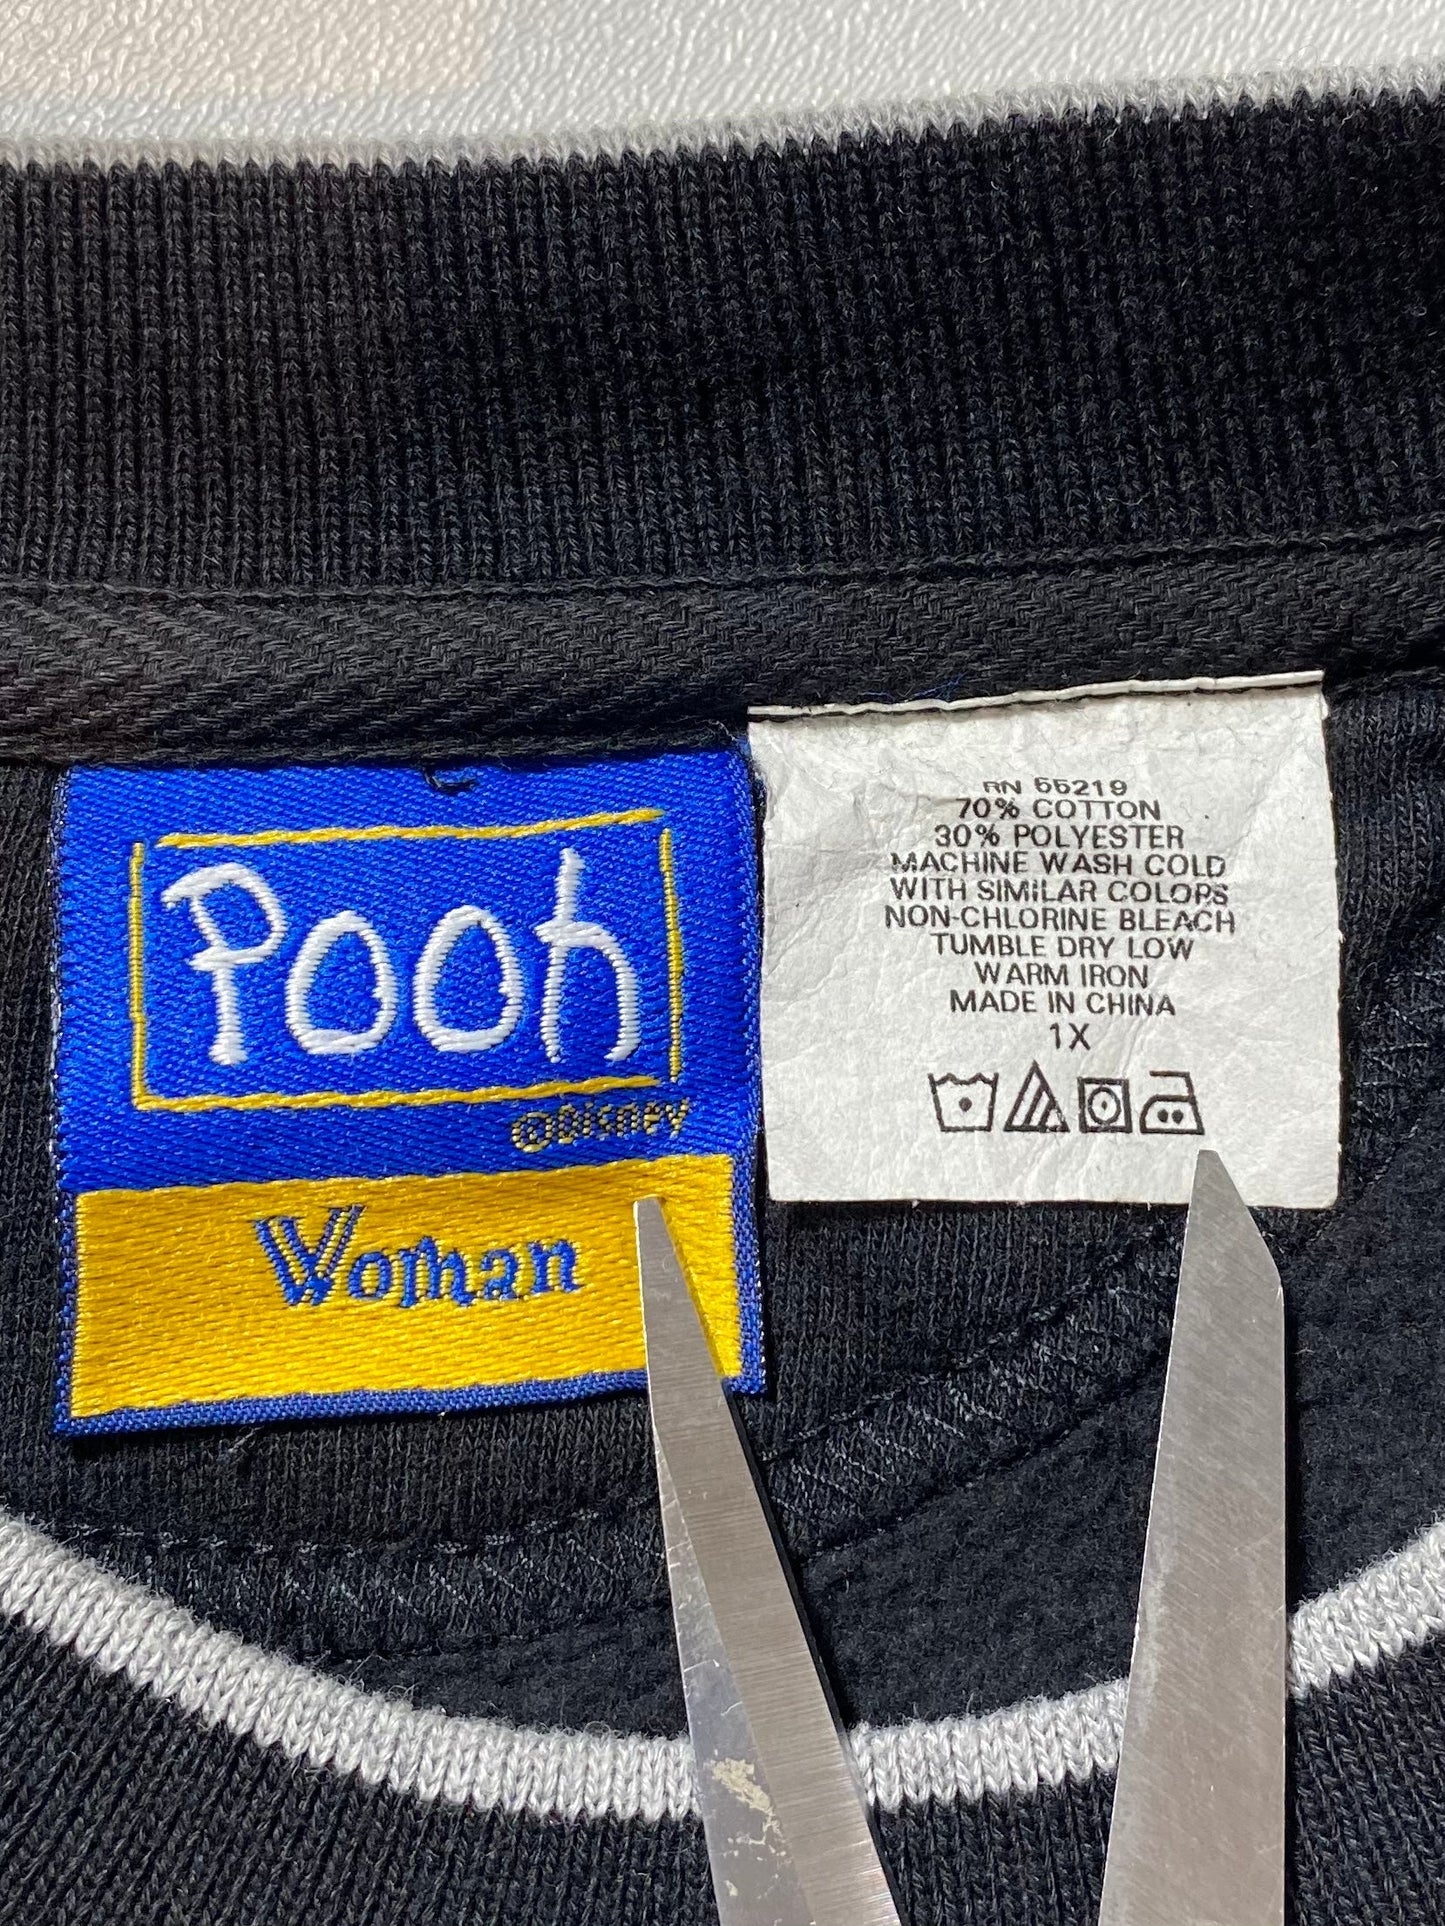 Pooh
©Disney
Woman
RN 55219
70% COTTON
30% POLYESTER
MACHINE WASH COLD
WITH SIMILAR COLORS
NON-CHLORINE BLEACH
TUMBLE DRY LOW
WARM IRON
MADE IN CHINA
1X